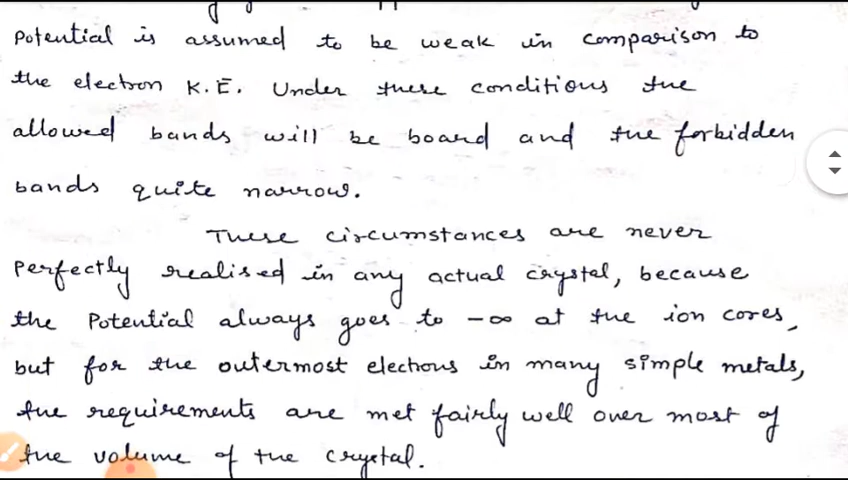 Potential is assumed to be weak in comparison to
the electron K.E. Under these conditions the
allowed bands will be board and the forbidden
bands quite narrow.
These circumstances are never
perfectly realised in any actual crystal, because
the Potential always goes to -∞ at the ion cores,
but for the outermost electrons in many simple metals,
the requirements are met fairly well over most of
the volume of the crystal.